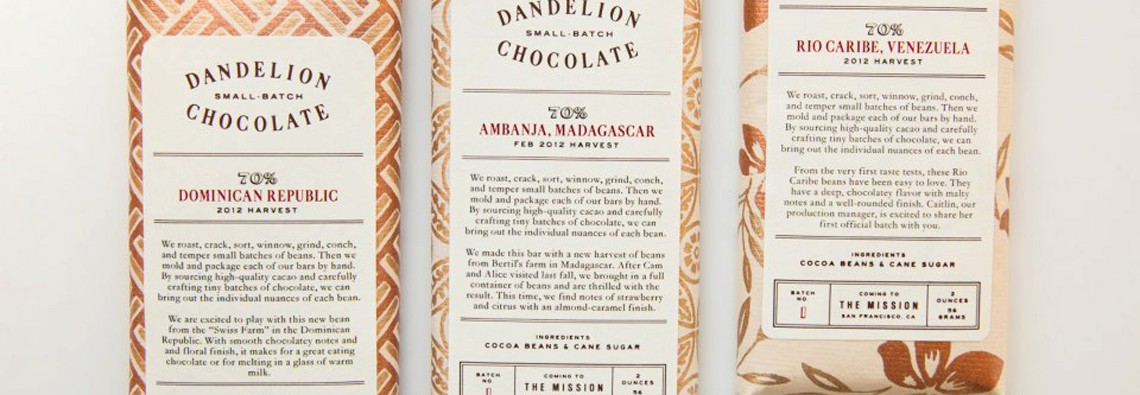 DANDELION
SMALL-BATCH
CHOCOLATE
70%
DOMINICAN REPUBLIC
2012 HARVEST
We roast, crack, sort, winnow, grind, conch,
and temper small batches of beans. Then we
mold and package each of our bars by hand.
By sourcing high-quality cacao and carefully
crafting tiny batches of chocolate, we can
bring out the individual nuances of each bean.
We are excited to play with this new bean
from the “Swiss Farm” in the Dominican
Republic. With smooth chocolatey notes and
and floral finish, it makes for a great eating
chocolate or for melting in a glass of warm
milk.
DANDELION
SMALL-BATCH
CHOCOLATE
70%
AMBANJA, MADAGASCAR
FEB 2012 HARVEST
We roast, crack, sort, winnow, grind, conch,
and temper small batches of beans. Then we
mold and package each of our bars by hand.
By sourcing high-quality cacao and carefully
crafting tiny batches of chocolate, we can
bring out the individual nuances of each bean.
We made this bar with a new harvest of beans
from Bertil's farm in Madagascar. After Cam
and Alice visited last fall, we brought in a full
container of beans and are thrilled with the
result. This time, we find notes of strawberry
and citrus with an almond-caramel finish.
INGREDIENTS
COCOA BEANS & CANE SUGAR
BATCH
NO
COMING TO
THE MISSION
2
OUNCES
56
70%
RIO CARIBE, VENEZUELA
2012 HARVEST
We roast, crack, sort, winnow, grind, conch,
and temper small batches of beans. Then we
mold and package each of our bars by hand.
By sourcing high-quality cacao and carefully
crafting tiny batches of chocolate, we can
bring out the individual nuances of each bean.
From the very first taste tests, these Rio
Caribe beans have been easy to love. They
have a deep, chocolatey flavor with malty
notes and a well-rounded finish. Caitlin, our
production manager, is excited to share her
first official batch with you.
INGREDIENTS
COCOA BEANS & CANE SUGAR
BATCH
NO
1
COMING TO
THE MISSION
SAN FRANCISCO, CA
2
OUNCES
56
GRAMS